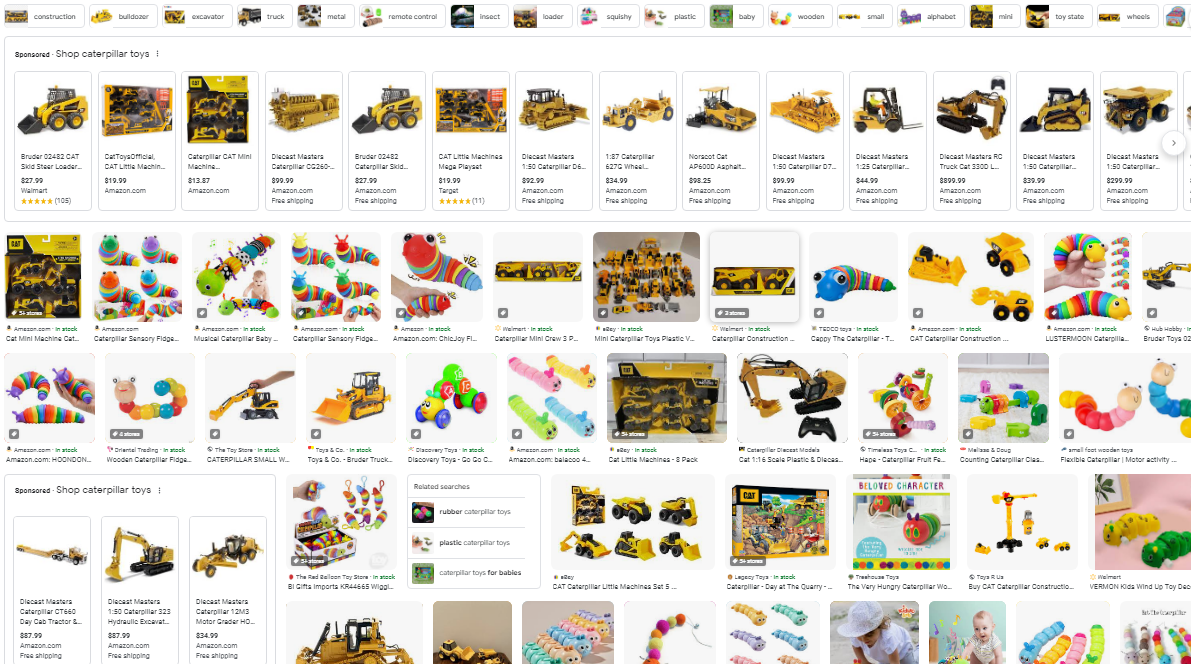 construction
bulldozer
excavator
truck
metal
remote control
insect
loader
squishy
plastic
baby
wooden
small
alphabet
mini
toy state
wheels
Sponsored · Shop caterpillar toys
Bruder 02482 CAT
Skid Steer Loader...
$27.99
Walmart
(105)
CatToysOfficial,
CAT Little Machin...
$19.99
Amazon.com
Caterpillar CAT Mini
Machine...
$13.87
Amazon.com
Diecast Masters
Caterpillar CG260-...
$99.99
Amazon.com
Free shipping
Bruder 02482
Caterpillar Skid...
$27.99
Amazon.com
Free shipping
CAT Little Machines
Mega Playset
$19.99
Target
(11)
Diecast Masters
1:50 Caterpillar D6...
$92.99
Amazon.com
Free shipping
1:87 Caterpillar
627G Wheel...
$34.99
Amazon.com
Free shipping
Norscot Cat
AP600D Asphalt...
$98.25
Amazon.com
Free shipping
Diecast Masters
1:50 Caterpillar D7...
$99.99
Amazon.com
Free shipping
Diecast Masters
1:25 Caterpillar...
$44.99
Amazon.com
Free shipping
Diecast Masters RC
Truck Cat 330D L...
$899.99
Amazon.com
Free shipping
Diecast Masters
1:50 Caterpillar...
$39.99
Amazon.com
Free shipping
Diecast Masters
1:50 Caterpillar...
$299.99
Amazon.com
Free shipping
CAT
5+ stores
3 stores
Amazon.com · In stock
Cat Mini Machine Cat...
Amazon.com
Caterpillar Sensory Fidge...
Amazon.com · In stock
Musical Caterpillar Baby ...
Amazon.com · In stock
Caterpillar Sensory Fidge...
Amazon · In stock
Amazon.com: ChicJoy Fi...
Walmart · In stock
Caterpillar Mini Crew 3 P...
eBay · In stock
Mini Caterpillar Toys Plastic V...
Walmart · In stock
Caterpillar Construction ...
TEDCO toys · In stock
Cappy The Caterpillar - T...
Amazon.com · In stock
CAT Caterpillar Construction ...
Amazon.com · In stock
LUSTERMOON Caterpilla...
Hub Hobby ·
Bruder Toys 02
4 stores
5+ stores
5+ stores
Amazon.com · In stock
Amazon.com: HOONDON...
Oriental Trading · In stock
Wooden Caterpillar Fidge...
The Toy Store · In stock
CATERPILLAR SMALL W...
Toys & Co. · In stock
Toys & Co. - Bruder Truck...
Discovery Toys · In stock
Discovery Toys - Go Go C...
Amazon.com · In stock
Amazon.com: balacoo 4...
eBay · In stock
Cat Little Machines - 8 Pack
Caterpillar Diecast Models
Cat 1:16 Scale Plastic & Diecas...
Timeless Toys C... · In stock
Hape - Caterpillar Fruit Fe...
Melissa & Doug
Counting Caterpillar Clas...
small foot wooden toys
Flexible Caterpillar | Motor activity ...
Sponsored · Shop caterpillar toys
Diecast Masters
Caterpillar CT660
Day Cab Tractor &...
$87.99
Amazon.com
Free shipping
Diecast Masters
1:50 Caterpillar 323
Hydraulic Excavat...
$87.99
Amazon.com
Free shipping
Diecast Masters
Caterpillar 12M3
Motor Grader HO...
$34.99
Amazon.com
Free shipping
5+ stores
The Red Balloon Toy Store · In stock
B! Gifts Imports KR44665 Wiggl...
Related searches
rubber caterpillar toys
plastic caterpillar toys
caterpillar toys for babies
eBay
CAT Caterpillar Little Machines Set 5 ...
CAT
5+ stores
Legacy Toys · In stock
Caterpillar - Day at The Quarry - ...
BELOVED CHARACTER
Treehouse Toys
The Very Hungry Caterpillar Wo...
Toys R Us
Buy CAT Caterpillar Constructio...
Walmart
VERMON Kids Wind Up Toy Dec